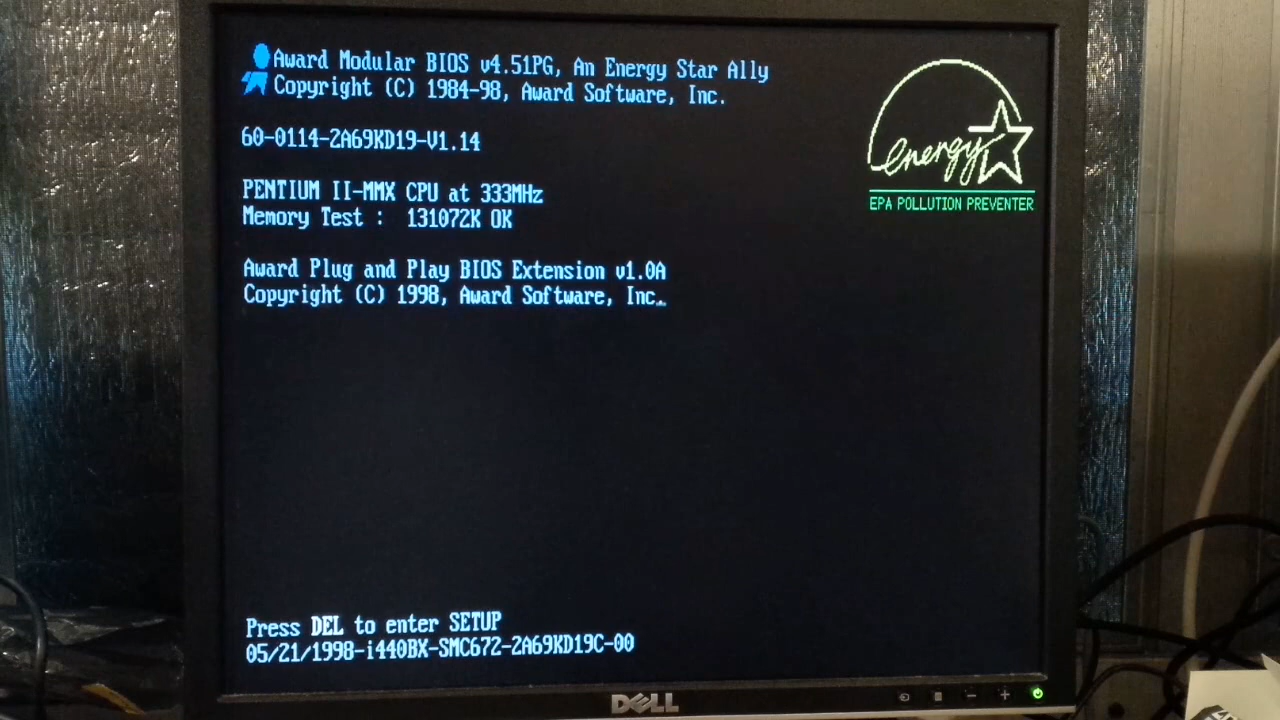 Award Modular BIOS v4.51PG, An Energy Star Ally
Copyright (C) 1984-98, Award Software, Inc.
60-0114-2A69KD19-V1.14
PENTIUM II-MMX CPU at 333MHz
Memory Test :  131072K OK
Award Plug and Play BIOS Extension v1.0A
Copyright (C) 1998, Award Software, Inc.
energy
EPA POLLUTION PREVENTER
Press DEL to enter SETUP
05/21/1998-i440BX-SMC672-2A69KD19C-00
DELL